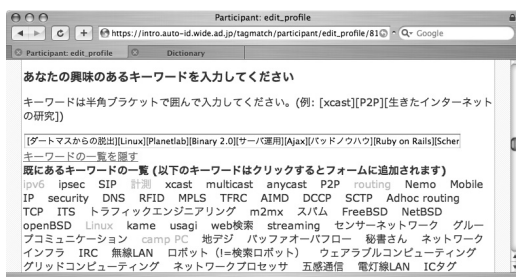 Participant: edit_profile
https://intro.auto-id.wide.ad.jp/tagmatch/participant/edit_profile/81
Google
Participant: edit_profile
Dictionary
あなたの興味のあるキーワードを入力してください
キーワードは半角ブラケットで囲んで入力してください。(例: [xcast][P2P][生きたインターネット
の研究])
[ダートマスからの脱出][Linux][Planetlab][Binary 2.0][サーバ運用][Ajax][バッドノウハウ][Ruby on Rails][Scher
キーワードの一覧を隠す
既にあるキーワードの一覧 (以下のキーワードはクリックするとフォームに追加されます)
ipv6 ipsec SIP 計測 xcast multicast anycast P2P routing Nemo Mobile
IP security DNS RFID MPLS TFRC AIMD DCCP SCTP Adhoc routing
TCP ITS トラフィックエンジニアリング m2mx スパム FreeBSD NetBSD
openBSD Linux kame usagi web検索 streaming センサーネットワーク グルー
プコミュニケーション camp PC 地デジ バッファオーバフロー 秘書さん ネットワーク
インフラ IRC 無線LAN ロボット (!=検索ロボット) ウェアラブルコンピューティング
グリッドコンピューティング ネットワークプロセッサ 五感通信 電灯線LAN ICタグ